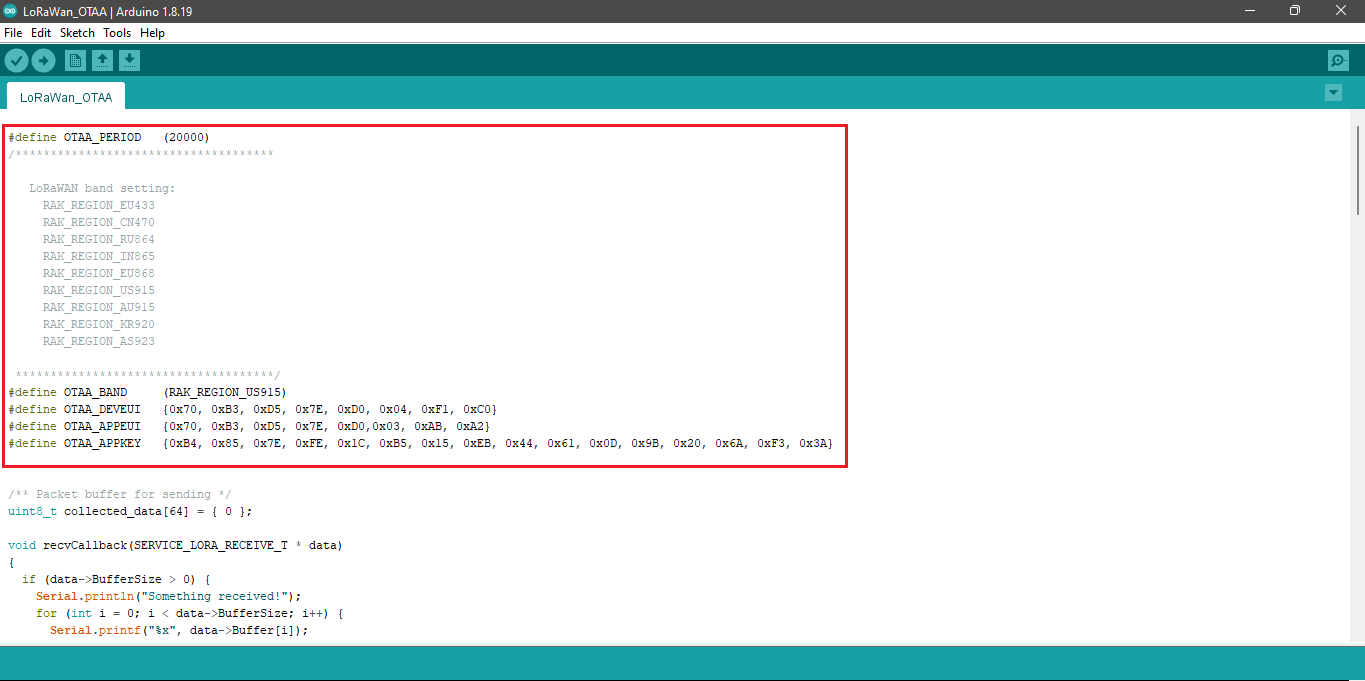 LoRaWan_OTAA | Arduino 1.8.19
File Edit Sketch Tools Help
LoRaWan_OTAA
#define OTAA_PERIOD   (20000)
/*************************************

   LoRaWAN band setting:
     RAK_REGION_EU433
     RAK_REGION_CN470
     RAK_REGION_RU864
     RAK_REGION_IN865
     RAK_REGION_EU868
     RAK_REGION_US915
     RAK_REGION_AU915
     RAK_REGION_KR920
     RAK_REGION_AS923

 *************************************/
#define OTAA_BAND     (RAK_REGION_US915)
#define OTAA_DEVEUI   {0x70, 0xB3, 0xD5, 0x7E, 0xD0, 0x04, 0xF1, 0xC0}
#define OTAA_APPEUI   {0x70, 0xB3, 0xD5, 0x7E, 0xD0,0x03, 0xAB, 0xA2}
#define OTAA_APPKEY   {0xB4, 0x85, 0x7E, 0xFE, 0x1C, 0xB5, 0x15, 0xEB, 0x44, 0x61, 0x0D, 0x9B, 0x20, 0x6A, 0xF3, 0x3A}

/** Packet buffer for sending */
uint8_t collected_data[64] = { 0 };

void recvCallback(SERVICE_LORA_RECEIVE_T * data)
{
  if (data->BufferSize > 0) {
    Serial.println("Something received!");
    for (int i = 0; i < data->BufferSize; i++) {
      Serial.printf("%x", data->Buffer[i]);